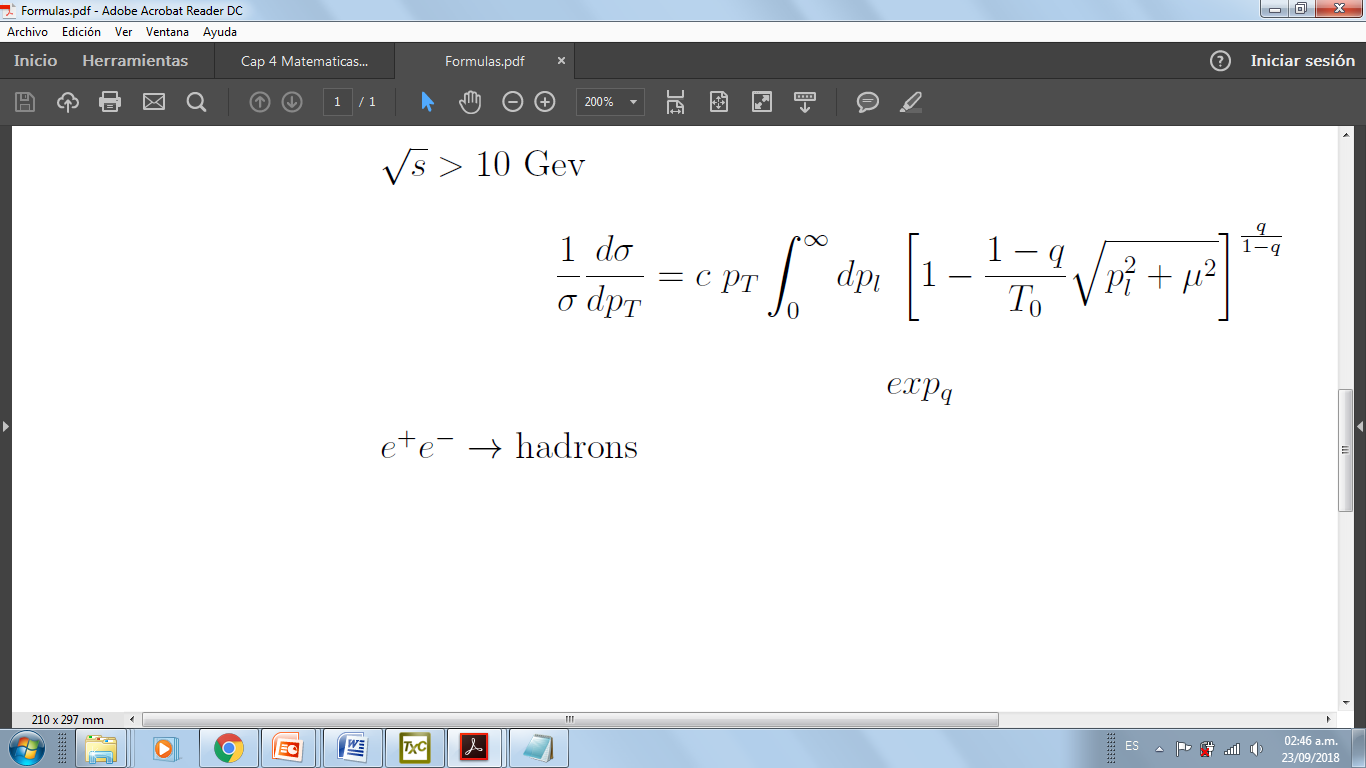 Formulas.pdf - Adobe Acrobat Reader DC
Archivo Edición Ver Ventana Ayuda
Inicio Herramientas Cap 4 Matematicas... Formulas.pdf × ? Iniciar sesión
1 / 1 200%
√s > 10 Gev
1/σ dσ/dp_T = c p_T ∫_0^∞ dp_l [1 − (1 − q)/T_0 √(p_l^2 + μ^2)]^{q/(1−q)}
exp_q
e^+e^- → hadrons
210 x 297 mm
TXC ES 02:46 a.m.
23/09/2018